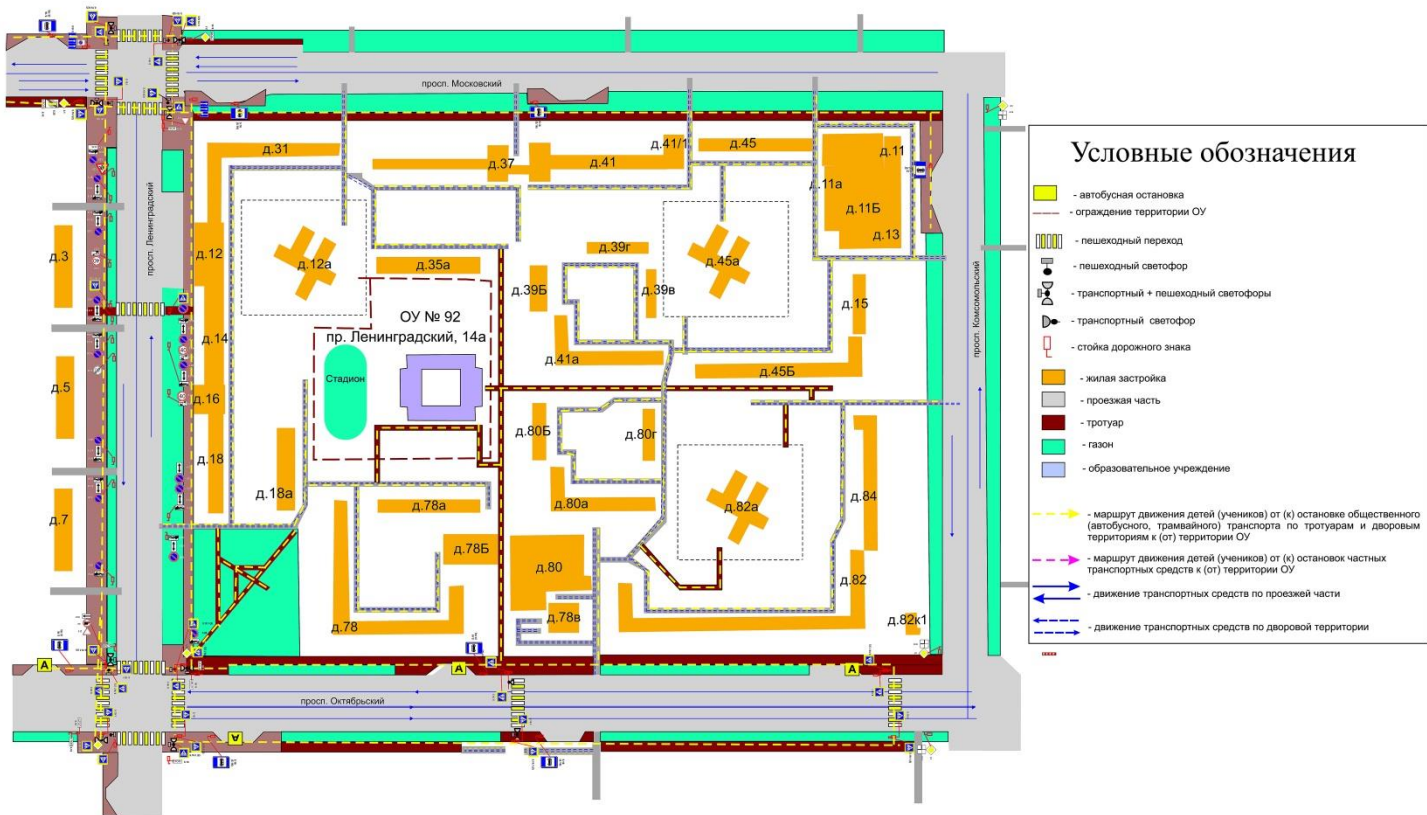 просп. Московский
просп. Ленинградский
просп. Комсомольский
просп. Октябрьский
д.31
д.37
д.41
д.41/1
д.45
д.11
д.11а
д.11Б
д.13
д.3
д.12
д.12а
д.35а
д.39г
д.39Б
д.39в
д.45а
д.15
ОУ № 92
пр. Ленинградский, 14а
д.14
Стадион
д.41а
д.45Б
д.5
д.16
д.80Б
д.80г
д.18
д.18а
д.78а
д.80а
д.82а
д.84
д.7
д.78Б
д.80
д.82
д.78
д.78в
д.82к1
А
А
А
А
Условные обозначения
- автобусная остановка
- ограждение территории ОУ
- пешеходный переход
- пешеходный светофор
- транспортный + пешеходный светофоры
- транспортный светофор
- стойка дорожного знака
- жилая застройка
- проезжая часть
- тротуар
- газон
- образовательное учреждение
- маршрут движения детей (учеников) от (к) остановке общественного
(автобусного, трамвайного) транспорта по тротуарам и дворовым
территориям к (от) территории ОУ
- маршрут движения детей (учеников) от (к) остановок частных
транспортных средств к (от) территории ОУ
- движение транспортных средств по проезжей части
- движение транспортных средств по дворовой территории